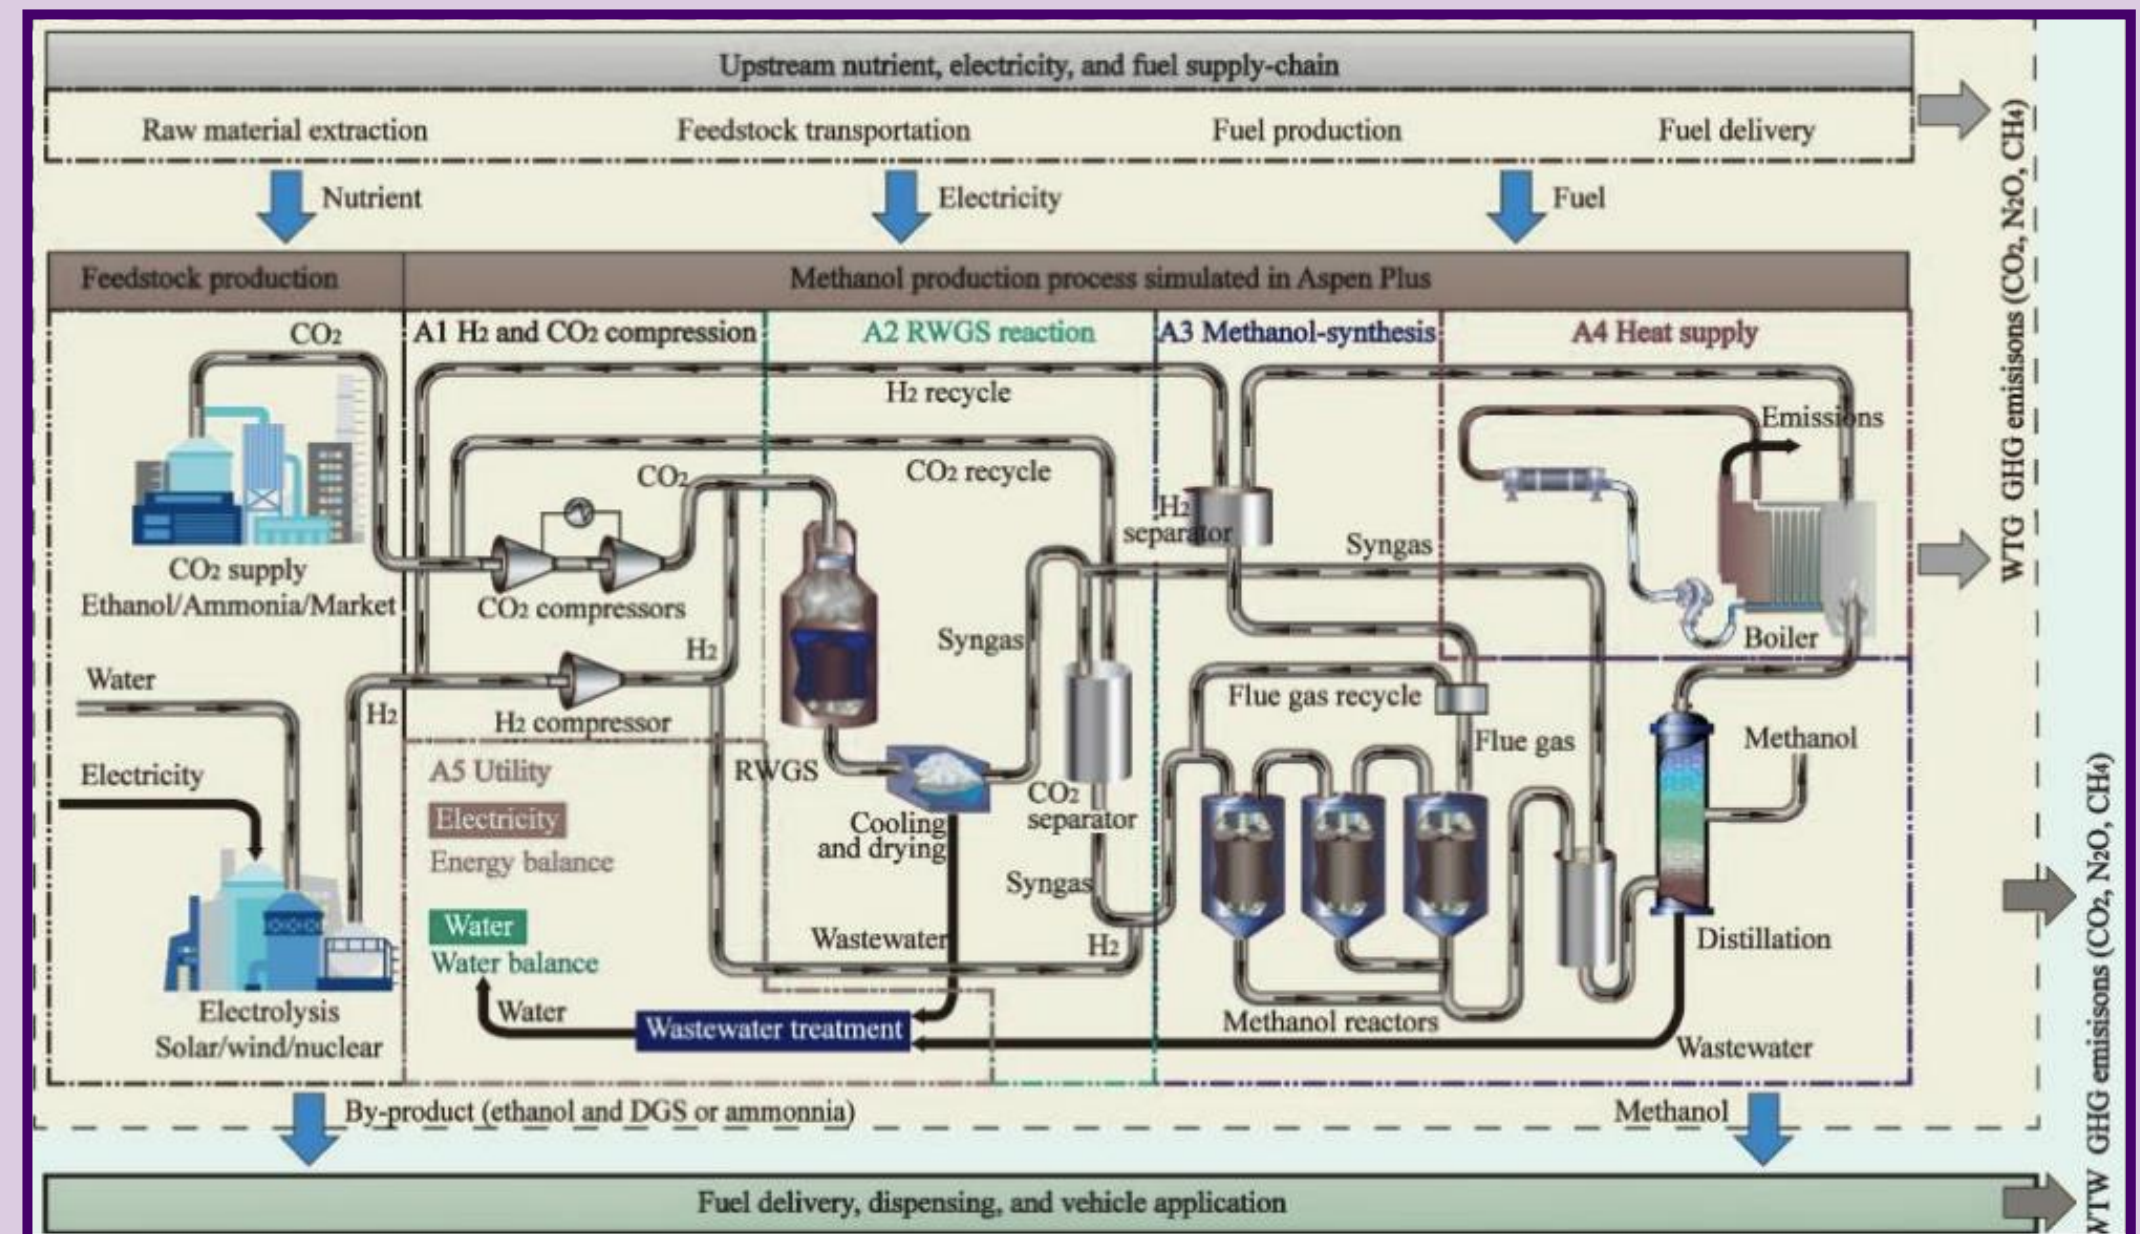 Upstream nutrient, electricity, and fuel supply-chain
Raw material extraction
Feedstock transportation
Fuel production
Fuel delivery
Nutrient
Electricity
Fuel
Feedstock production
Methanol production process simulated in Aspen Plus
CO2
A1 H2 and CO2 compression
A2 RWGS reaction
A3 Methanol-synthesis
A4 Heat supply
H2 recycle
Emissions
CO2 recycle
CO2
H2
separator
Syngas
CO2 supply
Ethanol/Ammonia/Market
CO2 compressors
Syngas
Boiler
H2
Water
H2
H2 compressor
Flue gas recycle
Flue gas
Methanol
Electricity
A5 Utility
RWGS
Electricity
Energy balance
CO2
separator
Cooling
and drying
Syngas
Water
Water balance
Wastewater
H2
Distillation
Electrolysis
Solar/wind/nuclear
Water
Wastewater treatment
Methanol reactors
Wastewater
By-product (ethanol and DGS or ammonnia)
Methanol
Fuel delivery, dispensing, and vehicle application
WTG GHG emisisons (CO2, N2O, CH4)
WTW GHG emisisons (CO2, N2O, CH4)